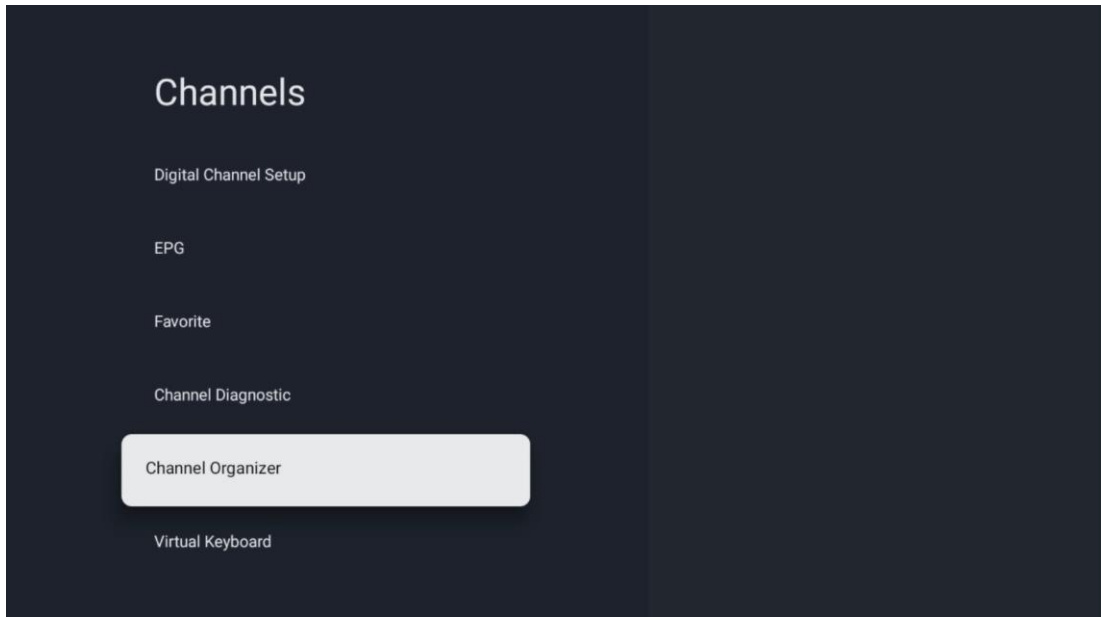 Channels
Digital Channel Setup
EPG
Favorite
Channel Diagnostic
Channel Organizer
Virtual Keyboard